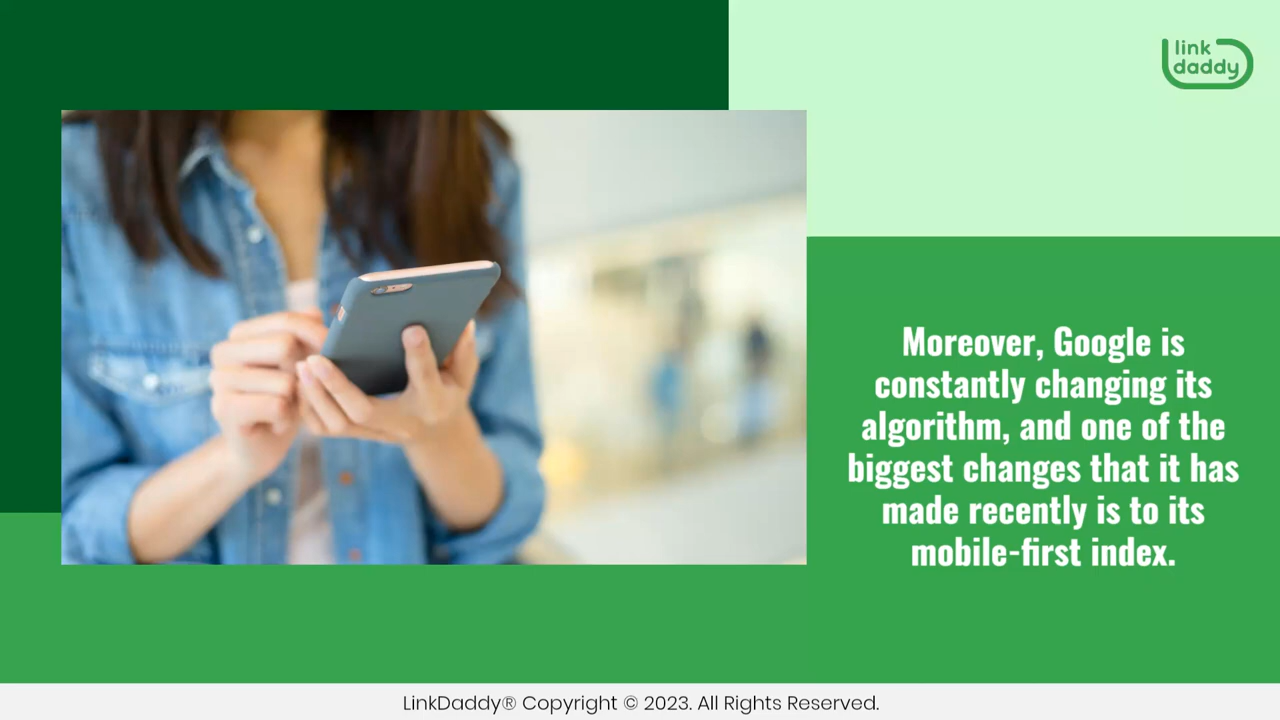 link
daddy
Moreover, Google is
constantly changing its
algorithm, and one of the
biggest changes that it has
made recently is to its
mobile-first index.
LinkDaddy® Copyright © 2023. All Rights Reserved.